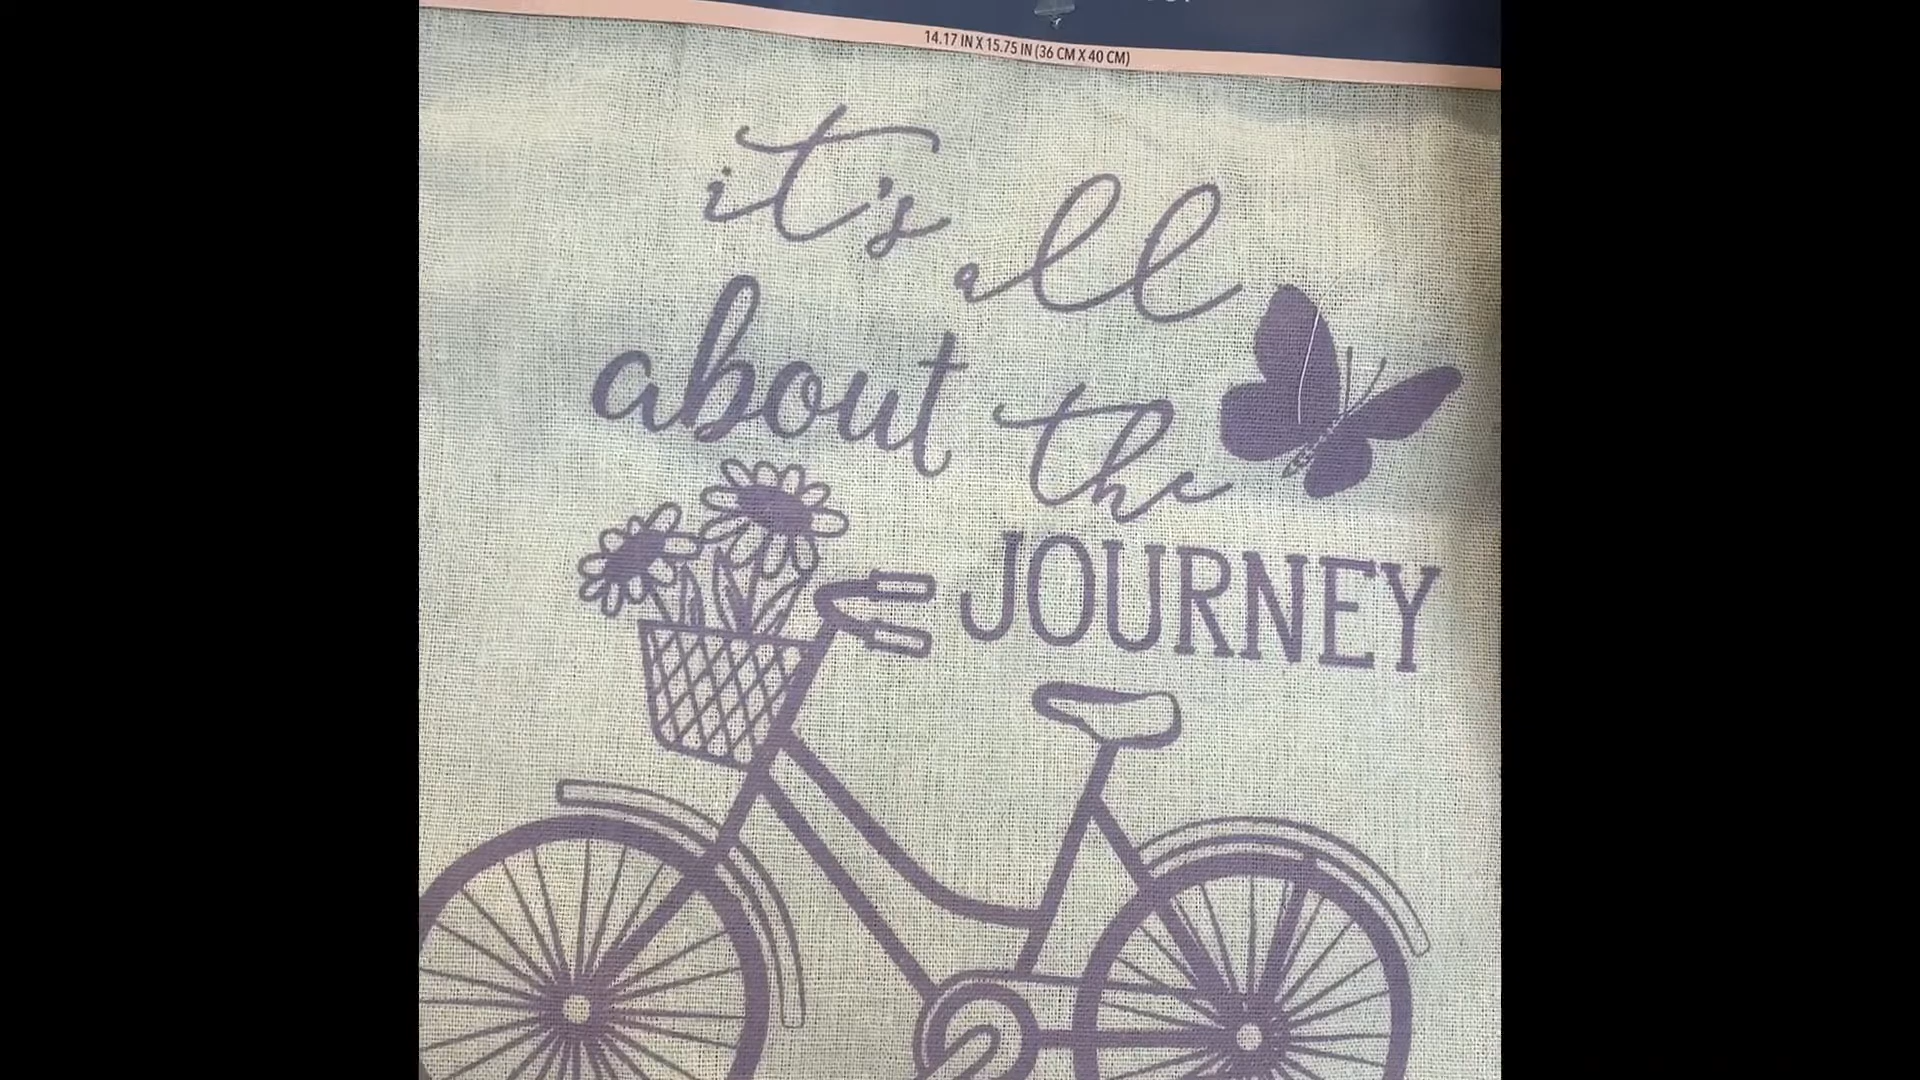 14.17 IN X 15.75 IN (36 CM X 40 CM)
it's all
about the
JOURNEY